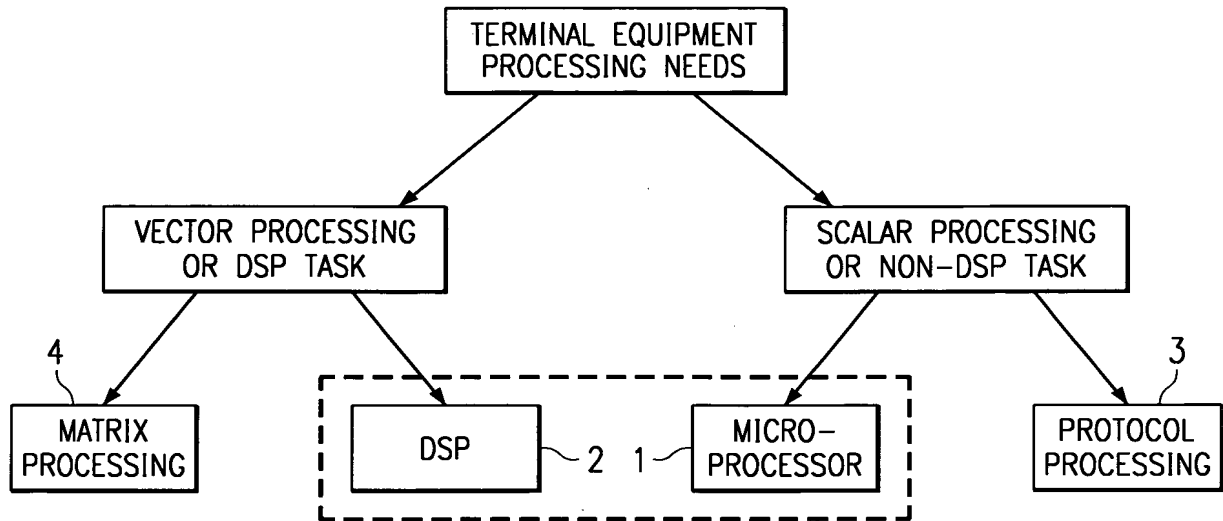 TERMINAL EQUIPMENT
PROCESSING NEEDS
VECTOR PROCESSING
OR DSP TASK
SCALAR PROCESSING
OR NON-DSP TASK
4
3
MATRIX
PROCESSING
DSP
2
1
MICRO-
PROCESSOR
PROTOCOL
PROCESSING